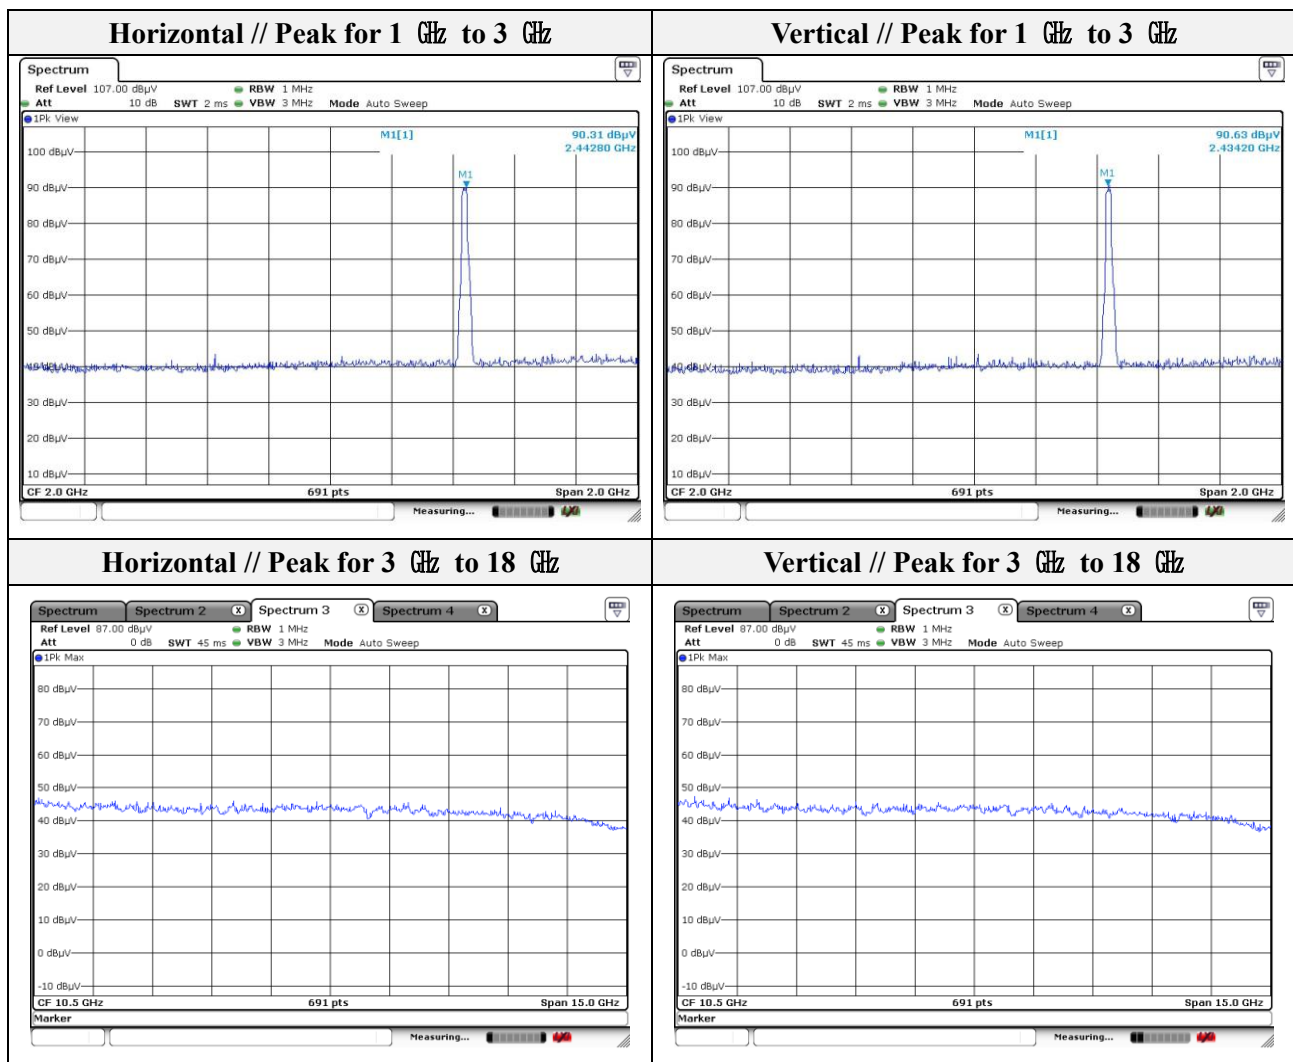 Horizontal // Peak for 1 ㎓ to 3 ㎓
Spectrum
Ref Level 107.00 dBµV RBW 1 MHz
Att 10 dB SWT 2 ms VBW 3 MHz Mode Auto Sweep
1Pk View
M1[1] 90.31 dBµV
2.44280 GHz
M1
100 dBµV
90 dBµV
80 dBµV
70 dBµV
60 dBµV
50 dBµV
40 dBµV
30 dBµV
20 dBµV
10 dBµV
CF 2.0 GHz 691 pts Span 2.0 GHz
Measuring...
Vertical // Peak for 1 ㎓ to 3 ㎓
Spectrum
Ref Level 107.00 dBµV RBW 1 MHz
Att 10 dB SWT 2 ms VBW 3 MHz Mode Auto Sweep
1Pk View
M1[1] 90.63 dBµV
2.43420 GHz
M1
100 dBµV
90 dBµV
80 dBµV
70 dBµV
60 dBµV
50 dBµV
40 dBµV
30 dBµV
20 dBµV
10 dBµV
CF 2.0 GHz 691 pts Span 2.0 GHz
Measuring...
Horizontal // Peak for 3 ㎓ to 18 ㎓
Spectrum Spectrum 2 X Spectrum 3 X Spectrum 4 X
Ref Level 87.00 dBµV RBW 1 MHz
Att 0 dB SWT 45 ms VBW 3 MHz Mode Auto Sweep
1Pk Max
80 dBµV
70 dBµV
60 dBµV
50 dBµV
40 dBµV
30 dBµV
20 dBµV
10 dBµV
0 dBµV
-10 dBµV
CF 10.5 GHz 691 pts Span 15.0 GHz
Marker
Measuring...
Vertical // Peak for 3 ㎓ to 18 ㎓
Spectrum Spectrum 2 X Spectrum 3 X Spectrum 4 X
Ref Level 87.00 dBµV RBW 1 MHz
Att 0 dB SWT 45 ms VBW 3 MHz Mode Auto Sweep
1Pk Max
80 dBµV
70 dBµV
60 dBµV
50 dBµV
40 dBµV
30 dBµV
20 dBµV
10 dBµV
0 dBµV
-10 dBµV
CF 10.5 GHz 691 pts Span 15.0 GHz
Marker
Measuring...